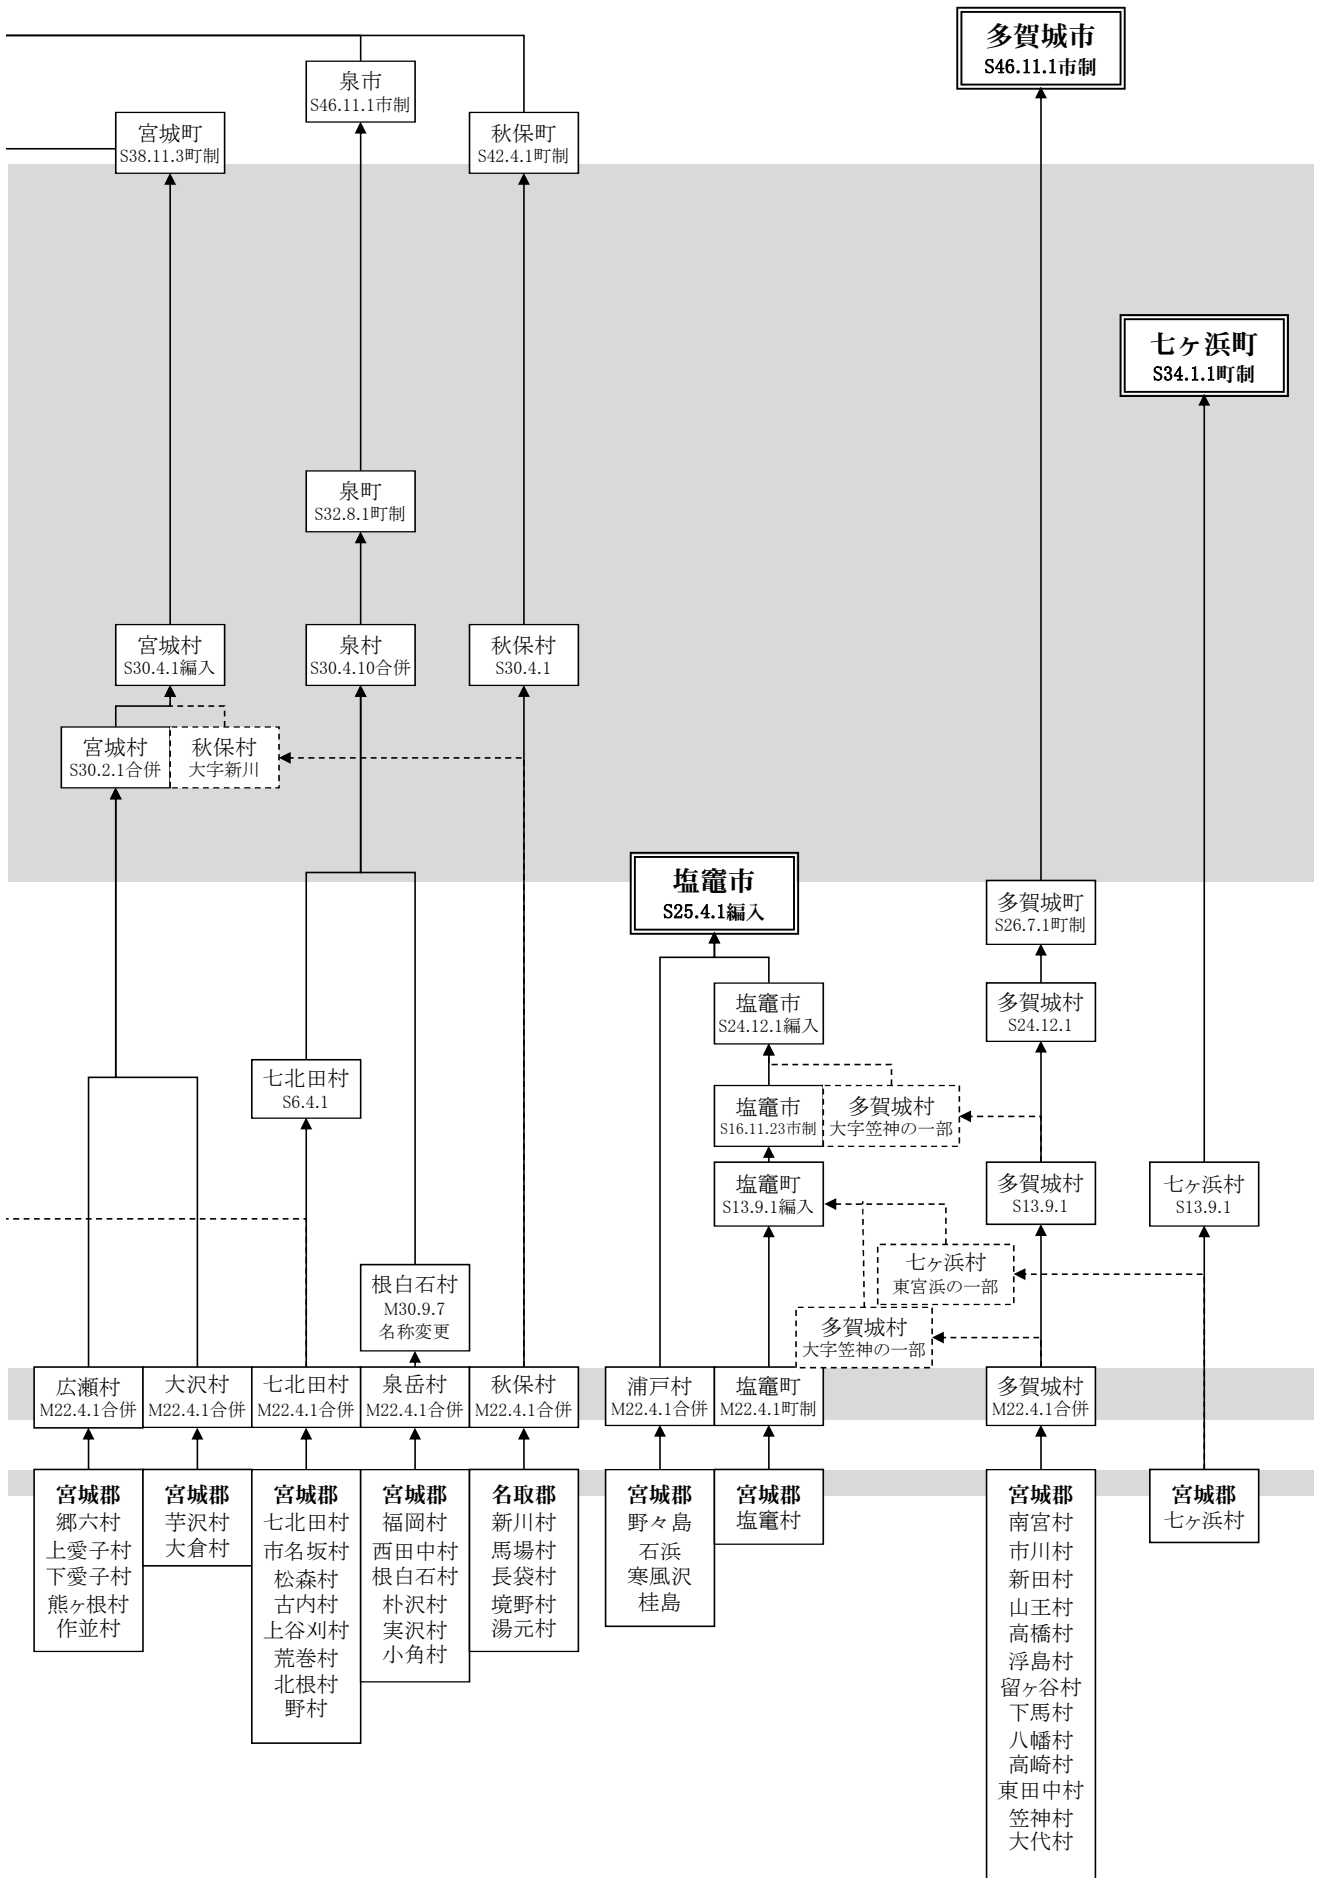 多賀城市
S46.11.1市制
泉市
S46.11.1市制
宮城町
S38.11.3町制
秋保町
S42.4.1町制
七ヶ浜町
S34.1.1町制
泉町
S32.8.1町制
宮城村
S30.4.1編入
泉村
S30.4.10合併
秋保村
S30.4.1
宮城村
S30.2.1合併
秋保村
大字新川
塩竈市
S25.4.1編入
多賀城町
S26.7.1町制
塩竈市
S24.12.1編入
多賀城村
S24.12.1
七北田村
S6.4.1
塩竈市
S16.11.23市制
多賀城村
大字笠神の一部
塩竈町
S13.9.1編入
多賀城村
S13.9.1
七ヶ浜村
S13.9.1
七ヶ浜村
東宮浜の一部
根白石村
M30.9.7
名称変更
多賀城村
大字笠神の一部
広瀬村
M22.4.1合併
大沢村
M22.4.1合併
七北田村
M22.4.1合併
泉岳村
M22.4.1合併
秋保村
M22.4.1合併
浦戸村
M22.4.1合併
塩竈町
M22.4.1町制
多賀城村
M22.4.1合併
宮城郡
郷六村
上愛子村
下愛子村
熊ヶ根村
作並村
宮城郡
芋沢村
大倉村
宮城郡
七北田村
市名坂村
松森村
古内村
上谷刈村
荒巻村
北根村
野村
宮城郡
福岡村
西田中村
根白石村
朴沢村
実沢村
小角村
名取郡
新川村
馬場村
長袋村
境野村
湯元村
宮城郡
野々島
石浜
寒風沢
桂島
宮城郡
塩竈村
宮城郡
南宮村
市川村
新田村
山王村
高橋村
浮島村
留ヶ谷村
下馬村
八幡村
高崎村
東田中村
笠神村
大代村
宮城郡
七ヶ浜村